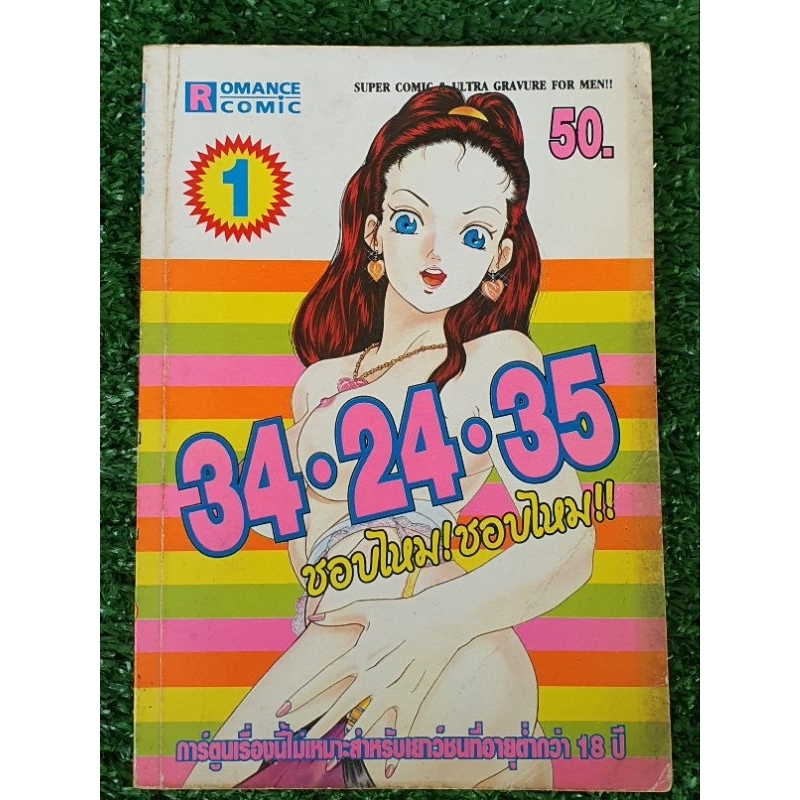 ROMANCE COMIC
SUPER COMIC & ULTRA GRAVURE FOR MEN!!
50.
1
34•24•35
ชอบไหม!ชอบไหม!!
การ์ตูนเรื่องนี้ไม่เหมาะสำหรับเยาว์ชนที่อายุต่ำกว่า 18 ปี